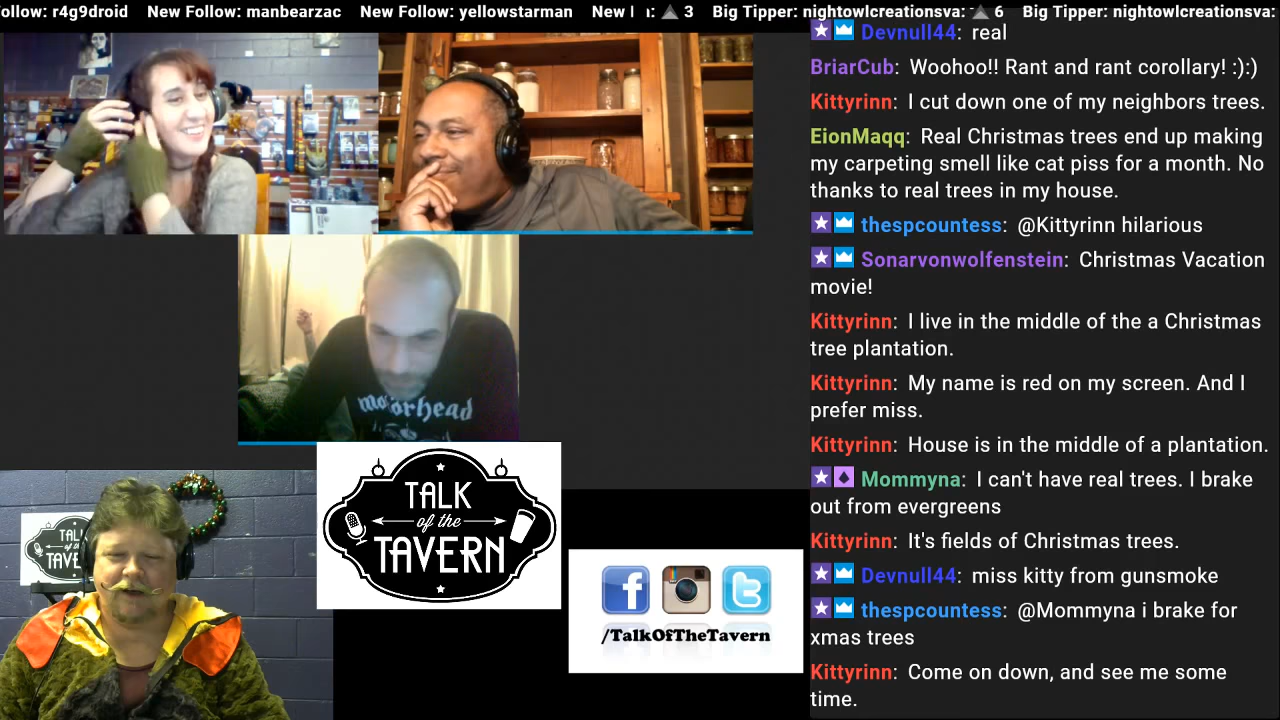 ollow: r4g9droid New Follow: manbearzac New Follow: yellowstarman New 3 Big Tipper: nightowlcreationsva: 6 Big Tipper: nightowlcreationsva:
Devnull44: real
BriarCub: Woohoo!! Rant and rant corollary! :):)
Kittyrinn: I cut down one of my neighbors trees.
EionMaqq: Real Christmas trees end up making
my carpeting smell like cat piss for a month. No
thanks to real trees in my house.
thespcountess: @Kittyrinn hilarious
Sonarvonwolfenstein: Christmas Vacation
movie!
Kittyrinn: I live in the middle of the a Christmas
tree plantation.
Kittyrinn: My name is red on my screen. And I
prefer miss.
Kittyrinn: House is in the middle of a plantation.
Mommyna: I can't have real trees. I brake
out from evergreens
Kittyrinn: It's fields of Christmas trees.
Devnull44: miss kitty from gunsmoke
thespcountess: @Mommyna i brake for
xmas trees
Kittyrinn: Come on down, and see me some
time.
motörhead
TALK
of the
TAVERN
TALK
of the
TAVE
/TalkOfTheTavern